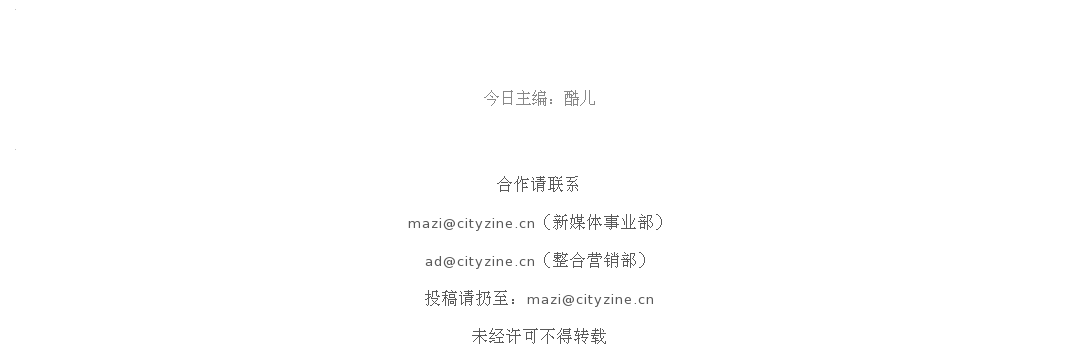 今日主编：酷儿
合作请联系
mazi@cityzine.cn（新媒体事业部）
ad@cityzine.cn（整合营销部）
投稿请扔至：mazi@cityzine.cn
未经许可不得转载